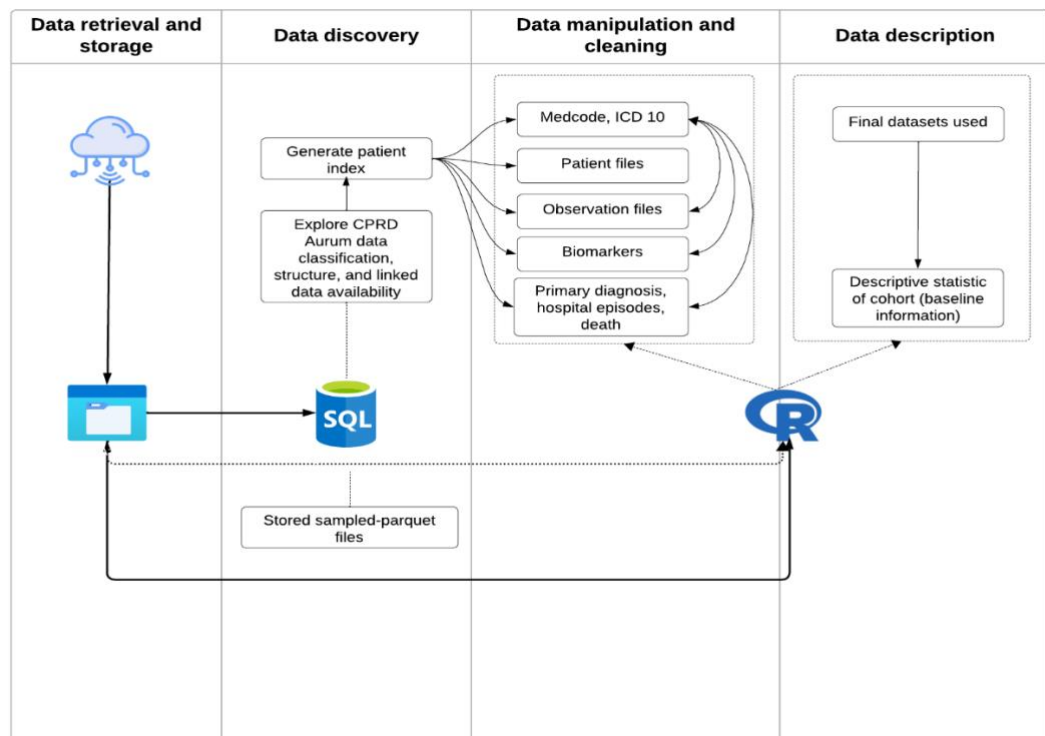 Data retrieval and
storage
Data discovery
Data manipulation and
cleaning
Data description
Generate patient
index
Explore CPRD
Aurum data
classification,
structure, and linked
data availability
SQL
Stored sampled-parquet
files
Medcode, ICD 10
Patient files
Observation files
Biomarkers
Primary diagnosis,
hospital episodes,
death
Final datasets used
Descriptive statistic
of cohort (baseline
information)
R